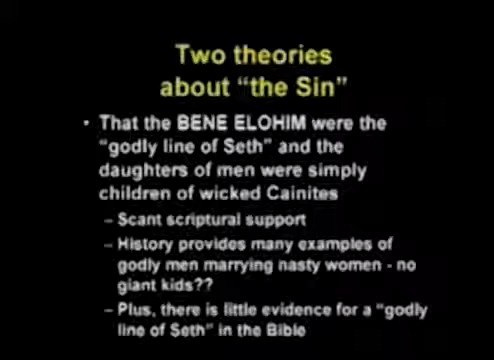 Two theories
about "the Sin"
• That the BENE ELOHIM were the
"godly line of Seth" and the
daughters of men were simply
children of wicked Cainites
– Scant scriptural support
– History provides many examples of
godly men marrying nasty women - no
giant kids??
– Plus, there is little evidence for a "godly
line of Seth" in the Bible